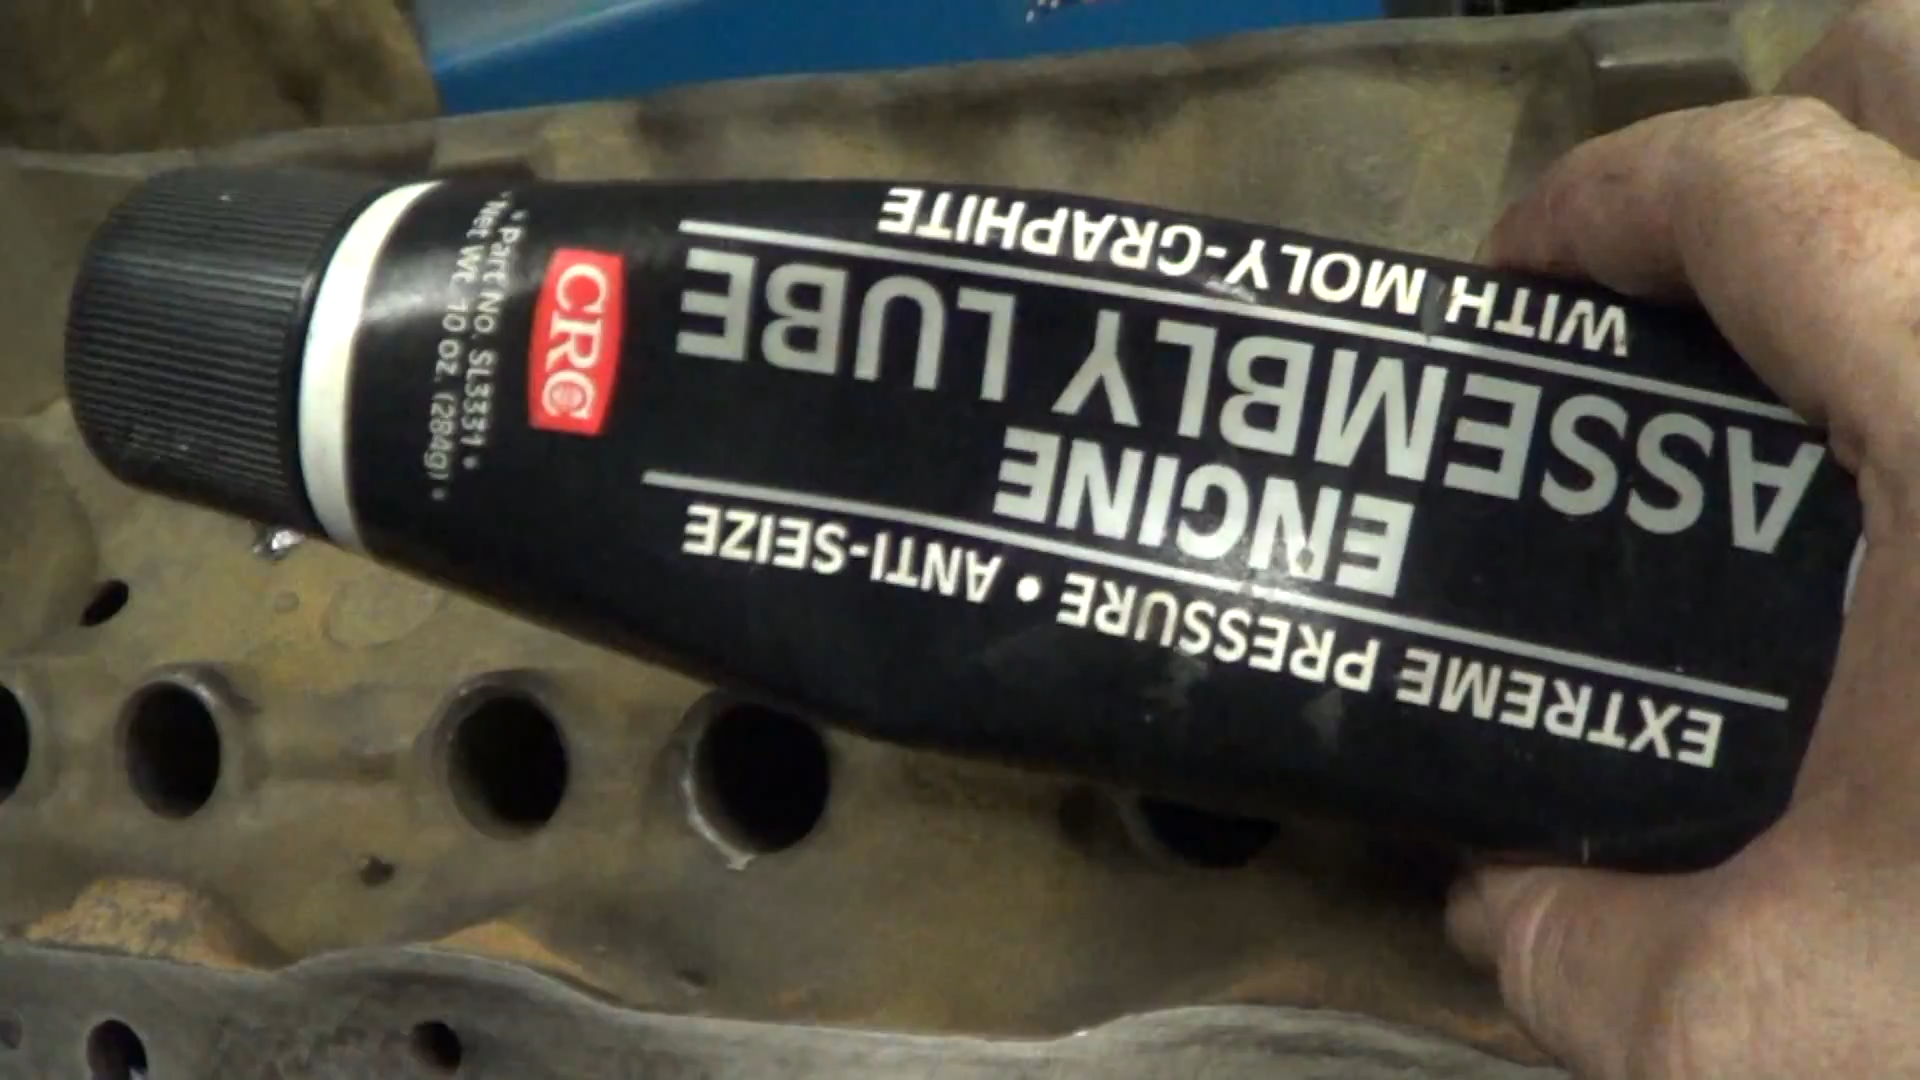 EXTREME PRESSURE • ANTI-SEIZE
ENGINE
ASSEMBLY LUBE
WITH MOLY-GRAPHITE
CRC
• Part No. SL3331 •
• Net Wt. 10 oz. (284g) •